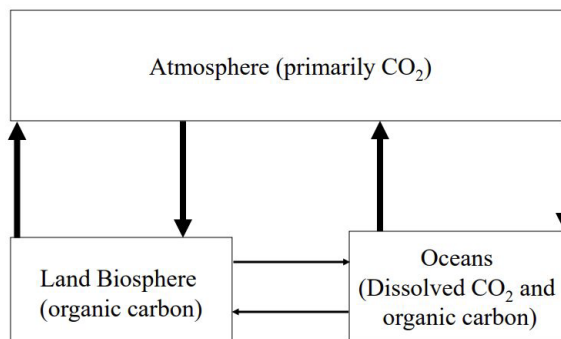 Atmosphere (primarily CO₂)
Land Biosphere
(organic carbon)
Oceans
(Dissolved CO₂ and
organic carbon)